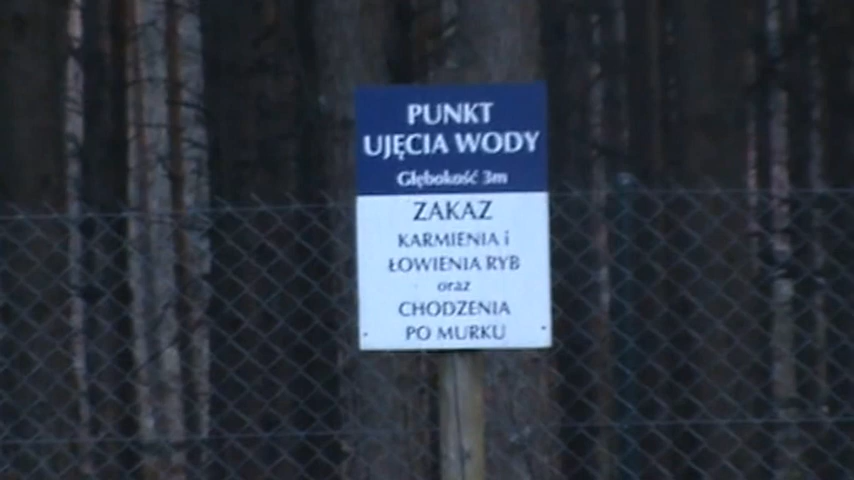 PUNKT
UJĘCIA WODY
Głębokość 3m
ZAKAZ
KARMIENIA i
ŁOWIENIA RYB
oraz
CHODZENIA
PO MURKU